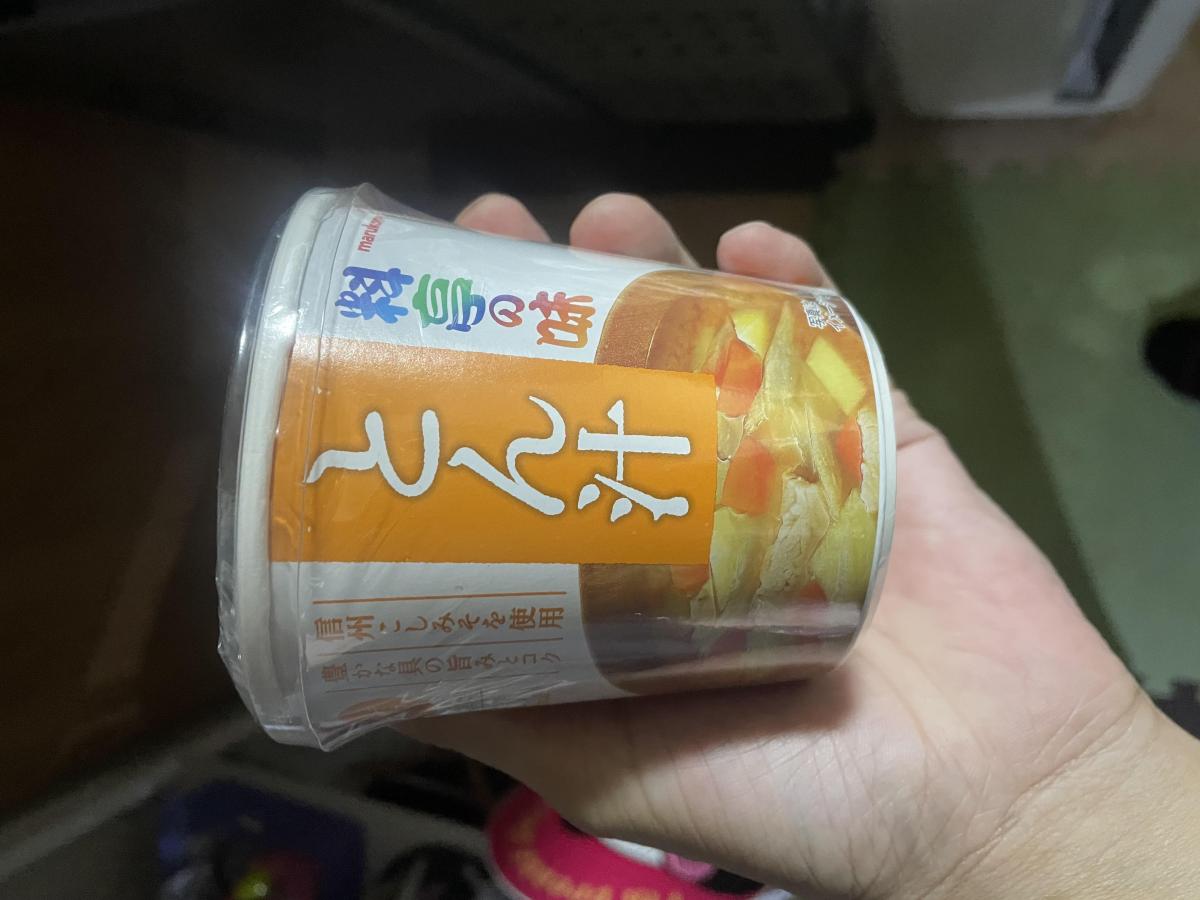 料亭の味
とん汁
信州こしみそを使用
豊かな具の旨みとコク